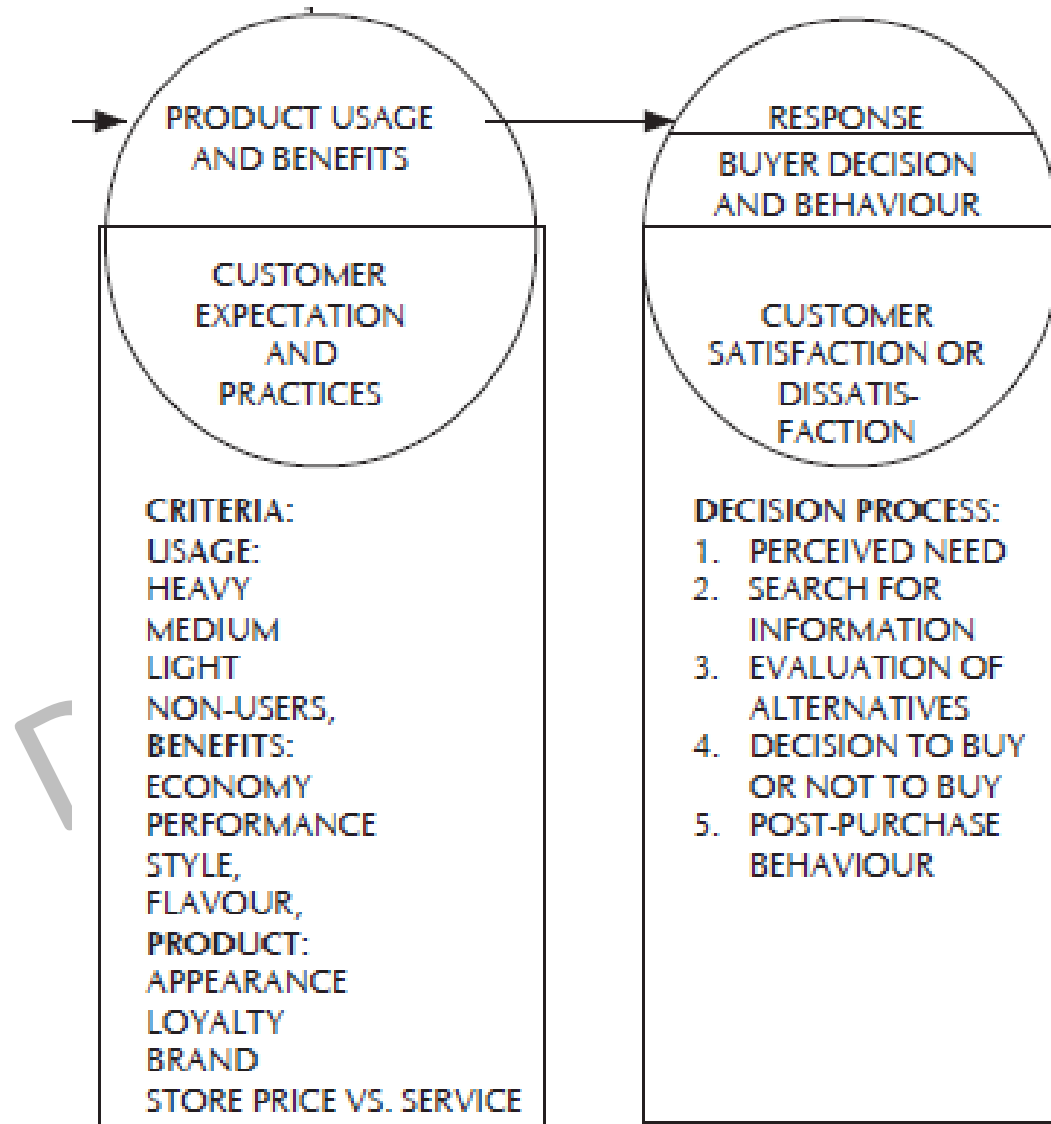 PRODUCT USAGE
AND BENEFITS
CUSTOMER
EXPECTATION
AND
PRACTICES
CRITERIA:
USAGE:
HEAVY
MEDIUM
LIGHT
NON-USERS,
BENEFITS:
ECONOMY
PERFORMANCE
STYLE,
FLAVOUR,
PRODUCT:
APPEARANCE
LOYALTY
BRAND
STORE PRICE VS. SERVICE
RESPONSE
BUYER DECISION
AND BEHAVIOUR
CUSTOMER
SATISFACTION OR
DISSATIS-
FACTION
DECISION PROCESS:
1. PERCEIVED NEED
2. SEARCH FOR
INFORMATION
3. EVALUATION OF
ALTERNATIVES
4. DECISION TO BUY
OR NOT TO BUY
5. POST-PURCHASE
BEHAVIOUR